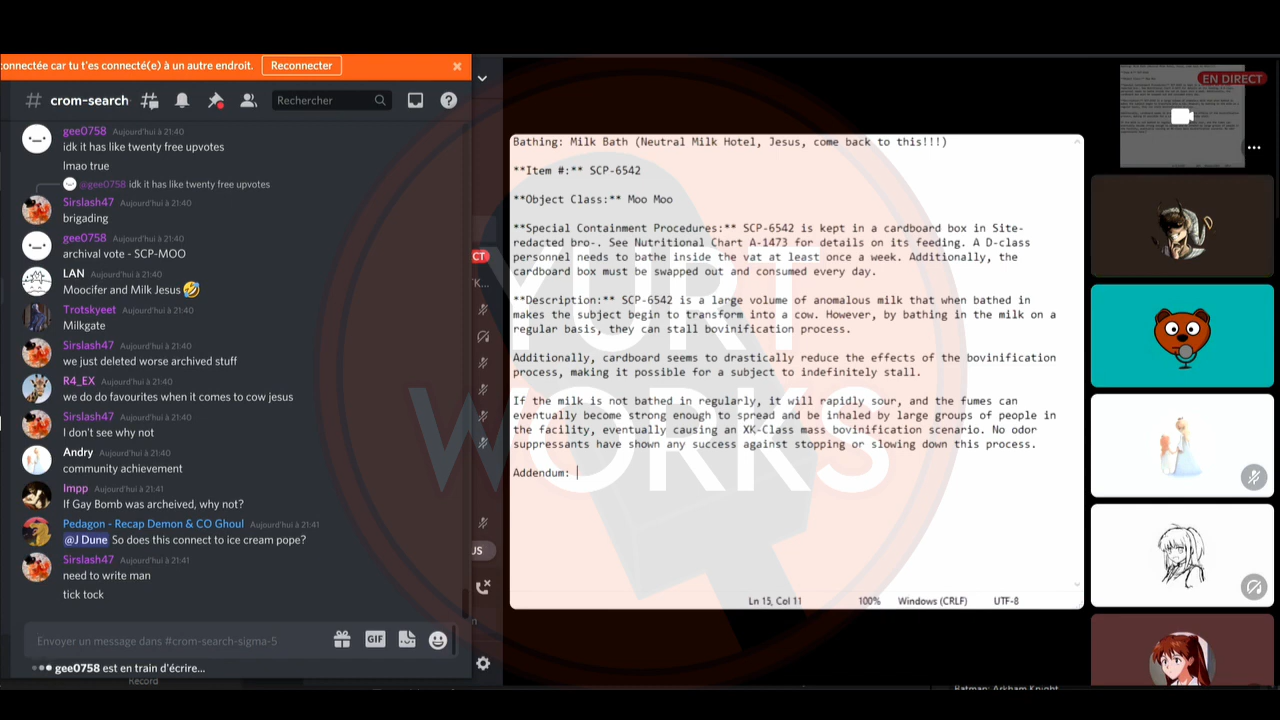 onnectée car tu t'es connecté(e) à un autre endroit.
Reconnecter
# crom-search
Rechercher
gee0758 Aujourd'hui à 21:40
idk it has like twenty free upvotes
lmao true
@gee0758 idk it has like twenty free upvotes
Sirslash47 Aujourd'hui à 21:40
brigading
gee0758 Aujourd'hui à 21:40
archival vote - SCP-MOO
LAN Aujourd'hui à 21:40
Moocifer and Milk Jesus 🤣
Trotskyeet Aujourd'hui à 21:40
Milkgate
Sirslash47 Aujourd'hui à 21:40
we just deleted worse archived stuff
R4_EX Aujourd'hui à 21:40
we do do favourites when it comes to cow jesus
Sirslash47 Aujourd'hui à 21:40
I don't see why not
Andry Aujourd'hui à 21:40
community achievement
Impp Aujourd'hui à 21:41
If Gay Bomb was archeived, why not?
Pedagon - Recap Demon & CO Ghoul Aujourd'hui à 21:41
@J Dune So does this connect to ice cream pope?
Sirslash47 Aujourd'hui à 21:41
need to write man
tick tock
Envoyer un message dans #crom-search-sigma-5
GIF
gee0758 est en train d'écrire...
Record
CT
K...
US
Bathing: Milk Bath (Neutral Milk Hotel, Jesus, come back to this!!!)
**Item #:** SCP-6542
**Object Class:** Moo Moo
**Special Containment Procedures:** SCP-6542 is kept in a cardboard box in Site-
redacted bro-. See Nutritional Chart A-1473 for details on its feeding. A D-class
personnel needs to bathe inside the vat at least once a week. Additionally, the
cardboard box must be swapped out and consumed every day.
**Description:** SCP-6542 is a large volume of anomalous milk that when bathed in
makes the subject begin to transform into a cow. However, by bathing in the milk on a
regular basis, they can stall bovinification process.
Additionally, cardboard seems to drastically reduce the effects of the bovinification
process, making it possible for a subject to indefinitely stall.
If the milk is not bathed in regularly, it will rapidly sour, and the fumes can
eventually become strong enough to spread and be inhaled by large groups of people in
the facility, eventually causing an XK-Class mass bovinification scenario. No odor
suppressants have shown any success against stopping or slowing down this process.
Addendum:
Ln 15, Col 11
100%
Windows (CRLF)
UTF-8
YURT
WORKS
EN DIRECT
Batman: Arkham Knight